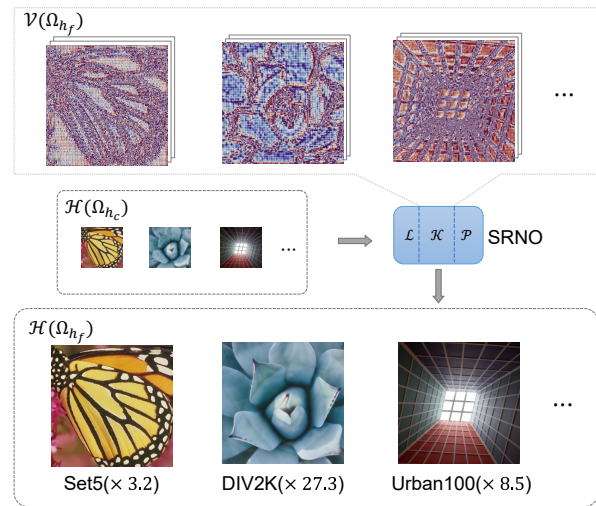 𝒱(Ω_{h_f})
...
ℋ(Ω_{h_c})
...
ℒ 𝒦 𝒫 SRNO
ℋ(Ω_{h_f})
...
Set5(× 3.2) DIV2K(× 27.3) Urban100(× 8.5)